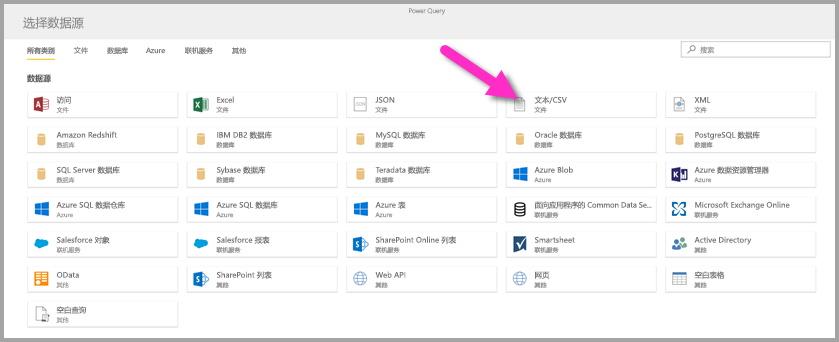 Power Query
选择数据源
所有类别 文件 数据库 Azure 联机服务 其他
搜索
数据源
访问 Excel JSON 文本/CSV XML
文件 文件 文件 文件 文件
Amazon Redshift IBM DB2 数据库 MySQL 数据库 Oracle 数据库 PostgreSQL 数据库
数据库 数据库 数据库 数据库 数据库
SQL Server 数据库 Sybase 数据库 Teradata 数据库 Azure Blob Azure 数据资源管理器
数据库 数据库 数据库 Azure Azure
Azure SQL 数据仓库 Azure SQL 数据库 Azure 表 面向应用程序的 Common Data Se... Microsoft Exchange Online
Azure Azure Azure 联机服务 联机服务
Salesforce 对象 Salesforce 报表 SharePoint Online 列表 Smartsheet Active Directory
联机服务 联机服务 联机服务 联机服务 其他
OData SharePoint 列表 Web API 网页 空白表格
其他 其他 其他 其他 其他
空白查询
其他